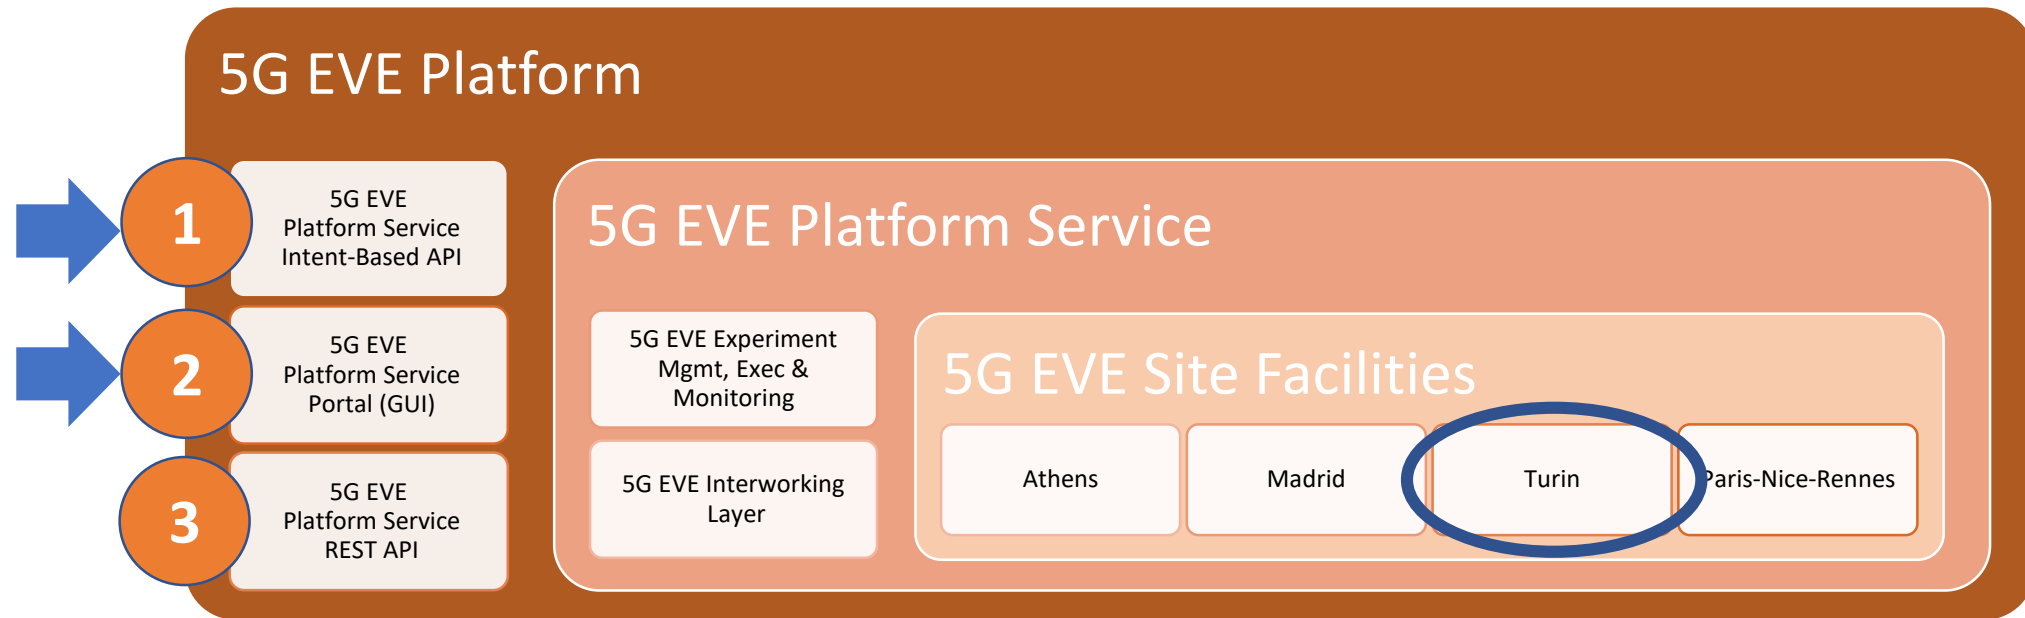 5G EVE Platform
1
5G EVE
Platform Service
Intent-Based API
2
5G EVE
Platform Service
Portal (GUI)
3
5G EVE
Platform Service
REST API
5G EVE Platform Service
5G EVE Experiment
Mgmt, Exec &
Monitoring
5G EVE Interworking
Layer
5G EVE Site Facilities
Athens
Madrid
Turin
Paris-Nice-Rennes